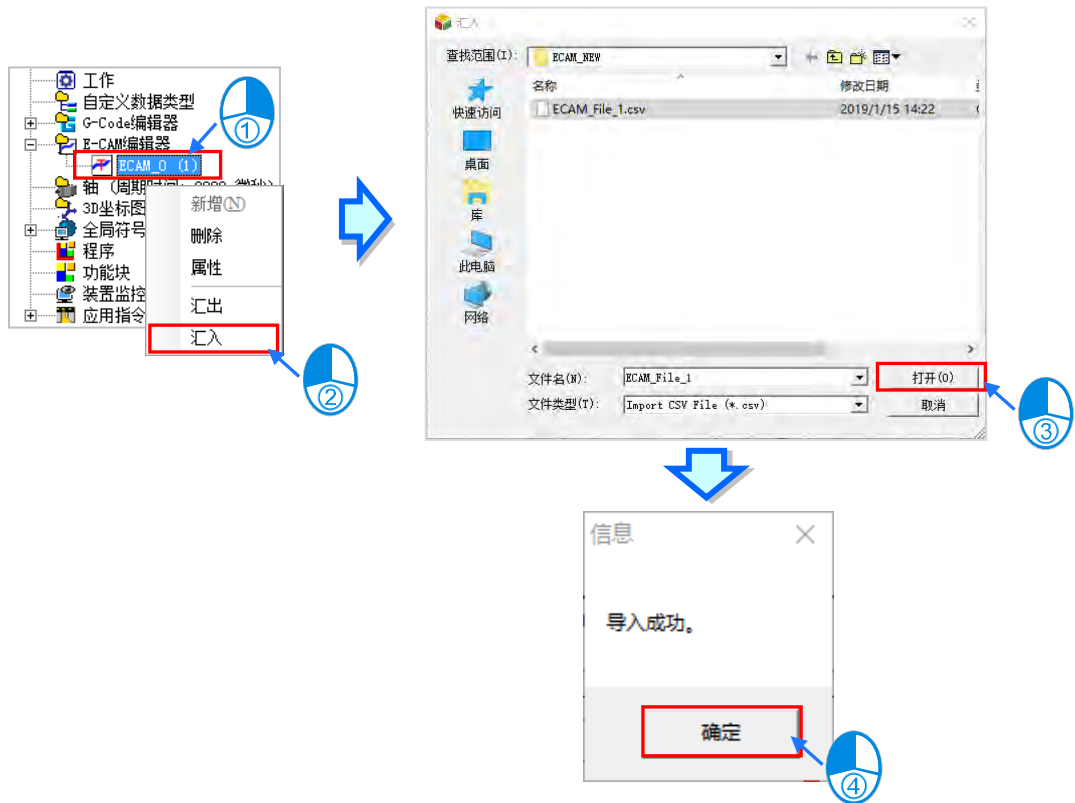 工作
自定义数据类型
G-Code编辑器
E-CAM编辑器
ECAM_0 (1)
轴 (周期时间:
3D坐标图
全局符号
程序
功能块
装置监控
应用指令
①
新增(N)
删除
属性
汇出
汇入
②
汇入
查找范围(I):
ECAM_NEW
名称
修改日期
ECAM_File_1.csv
2019/1/15 14:22
快速访问
桌面
库
此电脑
网络
文件名(N):
ECAM_File_1
打开(O)
文件类型(T):
Import CSV File (*.csv)
取消
③
信息
导入成功。
确定
④